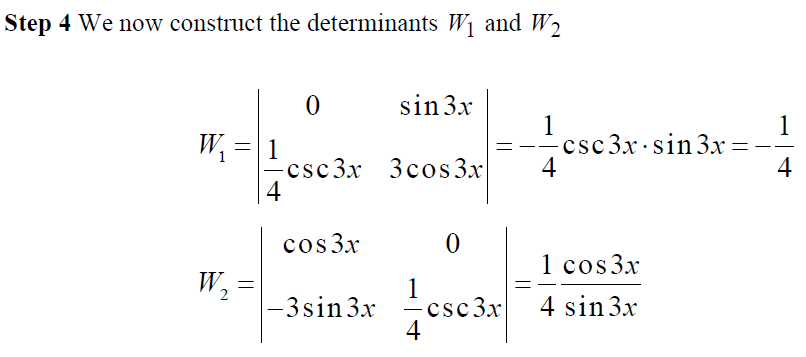 Step 4 We now construct the determinants W₁ and W₂
W₁ = | 0 sin 3x ; 1/4 csc 3x 3cos 3x | = −1/4 csc 3x · sin 3x = −1/4
W₂ = | cos 3x 0 ; −3sin 3x 1/4 csc 3x | = 1/4 cos 3x / sin 3x